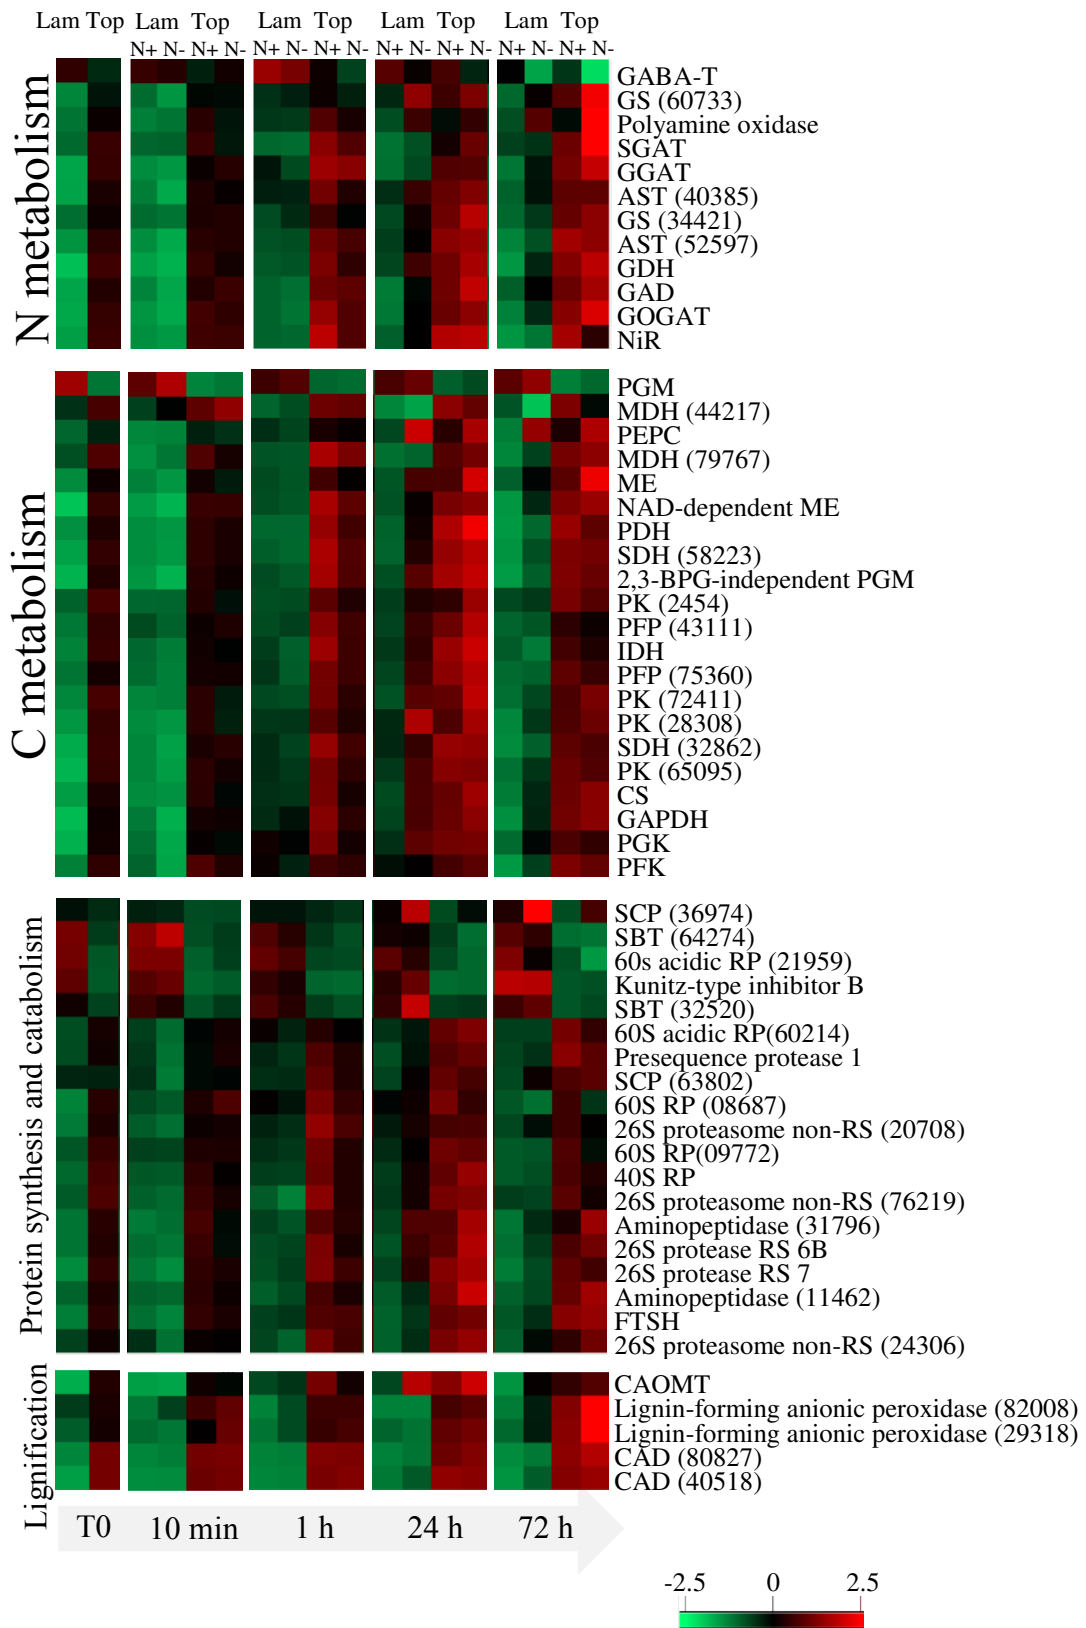 Lam Top Lam Top Lam Top Lam Top Lam Top
N+ N- N+ N- N+ N- N+ N- N+ N- N+ N- N+ N- N+ N-
N metabolism
GABA-T
GS (60733)
Polyamine oxidase
SGAT
GGAT
AST (40385)
GS (34421)
AST (52597)
GDH
GAD
GOGAT
NiR
C metabolism
PGM
MDH (44217)
PEPC
MDH (79767)
ME
NAD-dependent ME
PDH
SDH (58223)
2,3-BPG-independent PGM
PK (2454)
PFP (43111)
IDH
PFP (75360)
PK (72411)
PK (28308)
SDH (32862)
PK (65095)
CS
GAPDH
PGK
PFK
Protein synthesis and catabolism
SCP (36974)
SBT (64274)
60s acidic RP (21959)
Kunitz-type inhibitor B
SBT (32520)
60S acidic RP(60214)
Presequence protease 1
SCP (63802)
60S RP (08687)
26S proteasome non-RS (20708)
60S RP(09772)
40S RP
26S proteasome non-RS (76219)
Aminopeptidase (31796)
26S protease RS 6B
26S protease RS 7
Aminopeptidase (11462)
FTSH
26S proteasome non-RS (24306)
Lignification
CAOMT
Lignin-forming anionic peroxidase (82008)
Lignin-forming anionic peroxidase (29318)
CAD (80827)
CAD (40518)
T0 10 min 1 h 24 h 72 h
-2.5 0 2.5